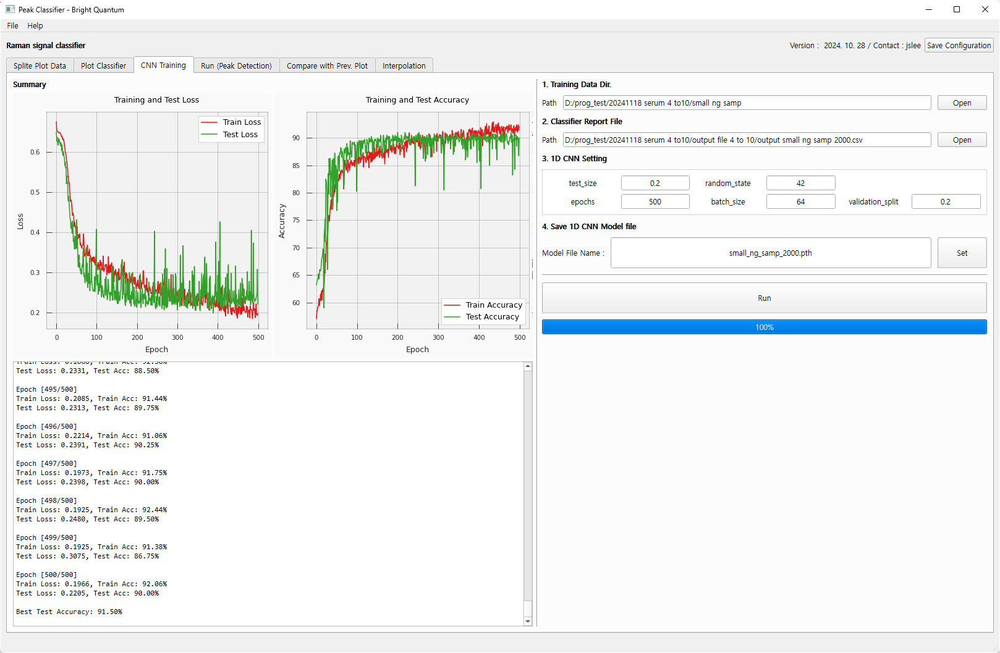 Peak Classifier - Bright Quantum
File Help
Raman signal classifier
Version : 2024. 10. 28 / Contact : jslee Save Configuration
Splite Plot Data Plot Classifier CNN Training Run (Peak Detection) Compare with Prev. Plot Interpolation
Summary
Training and Test Loss
Train Loss
Test Loss
0.6
0.5
0.4
0.3
0.2
Loss
0 100 200 300 400 500
Epoch
Training and Test Accuracy
90
85
80
75
70
65
60
Accuracy
Train Accuracy
Test Accuracy
0 100 200 300 400 500
Epoch
Test Loss: 0.2331, Test Acc: 88.50%
Epoch [495/500]
Train Loss: 0.2085, Train Acc: 91.44%
Test Loss: 0.2313, Test Acc: 89.75%
Epoch [496/500]
Train Loss: 0.2214, Train Acc: 91.06%
Test Loss: 0.2391, Test Acc: 90.25%
Epoch [497/500]
Train Loss: 0.1973, Train Acc: 91.75%
Test Loss: 0.2398, Test Acc: 90.00%
Epoch [498/500]
Train Loss: 0.1925, Train Acc: 92.44%
Test Loss: 0.2480, Test Acc: 89.50%
Epoch [499/500]
Train Loss: 0.1925, Train Acc: 91.38%
Test Loss: 0.3075, Test Acc: 86.75%
Epoch [500/500]
Train Loss: 0.1966, Train Acc: 92.06%
Test Loss: 0.2205, Test Acc: 90.00%
Best Test Accuracy: 91.50%
1. Training Data Dir.
Path D:/prog_test/20241118 serum 4 to10/small ng samp Open
2. Classifier Report File
Path D:/prog_test/20241118 serum 4 to10/output file 4 to 10/output small ng samp 2000.csv Open
3. 1D CNN Setting
test_size 0.2 random_state 42
epochs 500 batch_size 64 validation_split 0.2
4. Save 1D CNN Model file
Model File Name : small_ng_samp_2000.pth Set
Run
100%